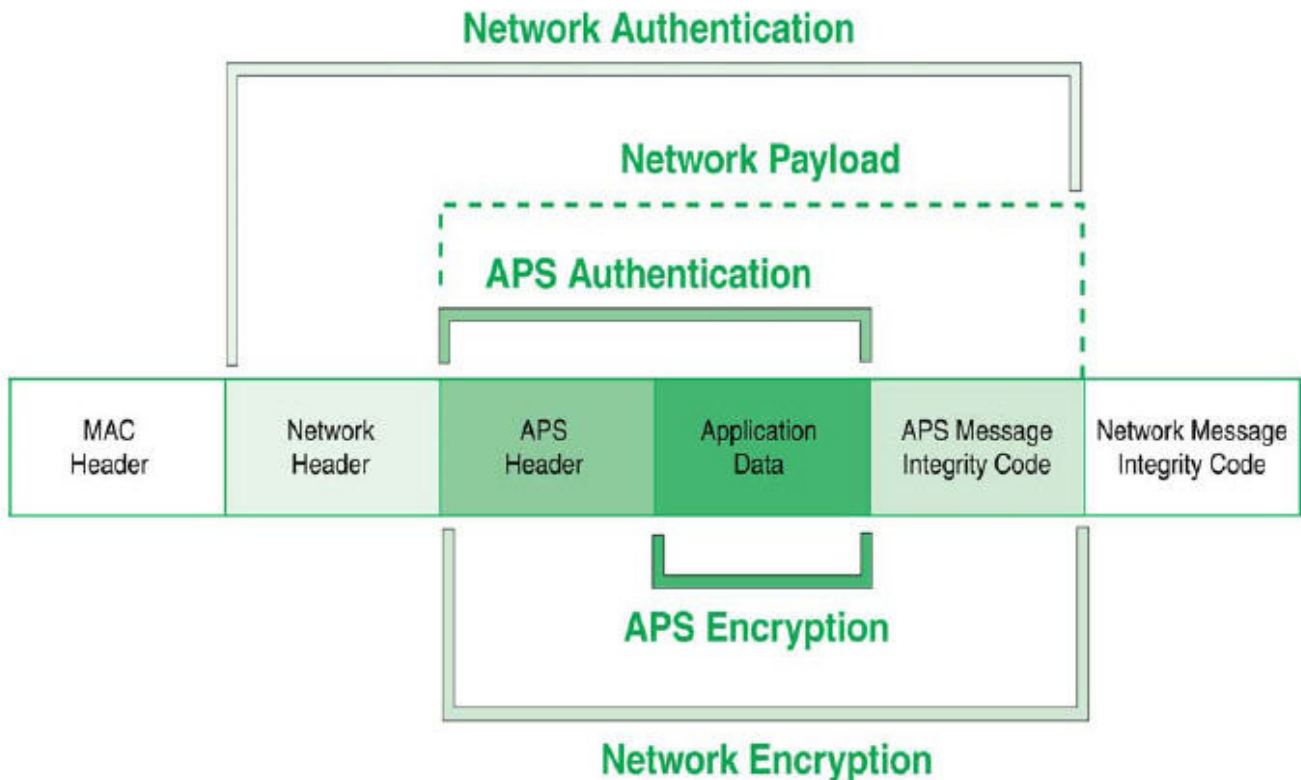 Network Authentication
Network Payload
APS Authentication
MAC
Header
Network
Header
APS
Header
Application
Data
APS Message
Integrity Code
Network Message
Integrity Code
APS Encryption
Network Encryption